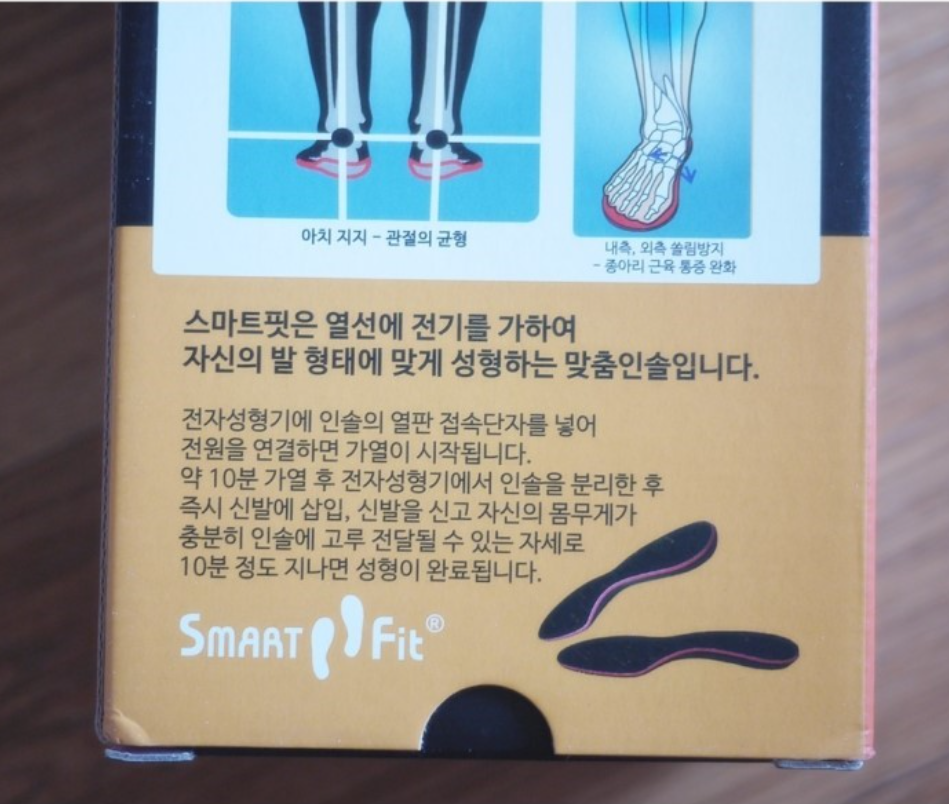 아치 지지 - 관절의 균형
내측, 외측 쏠림방지
- 종아리 근육 통증 완화
스마트핏은 열선에 전기를 가하여
자신의 발 형태에 맞게 성형하는 맞춤인솔입니다.
전자성형기에 인솔의 열판 접속단자를 넣어
전원을 연결하면 가열이 시작됩니다.
약 10분 가열 후 전자성형기에서 인솔을 분리한 후
즉시 신발에 삽입, 신발을 신고 자신의 몸무게가
충분히 인솔에 고루 전달될 수 있는 자세로
10분 정도 지나면 성형이 완료됩니다.
SMART Fit®